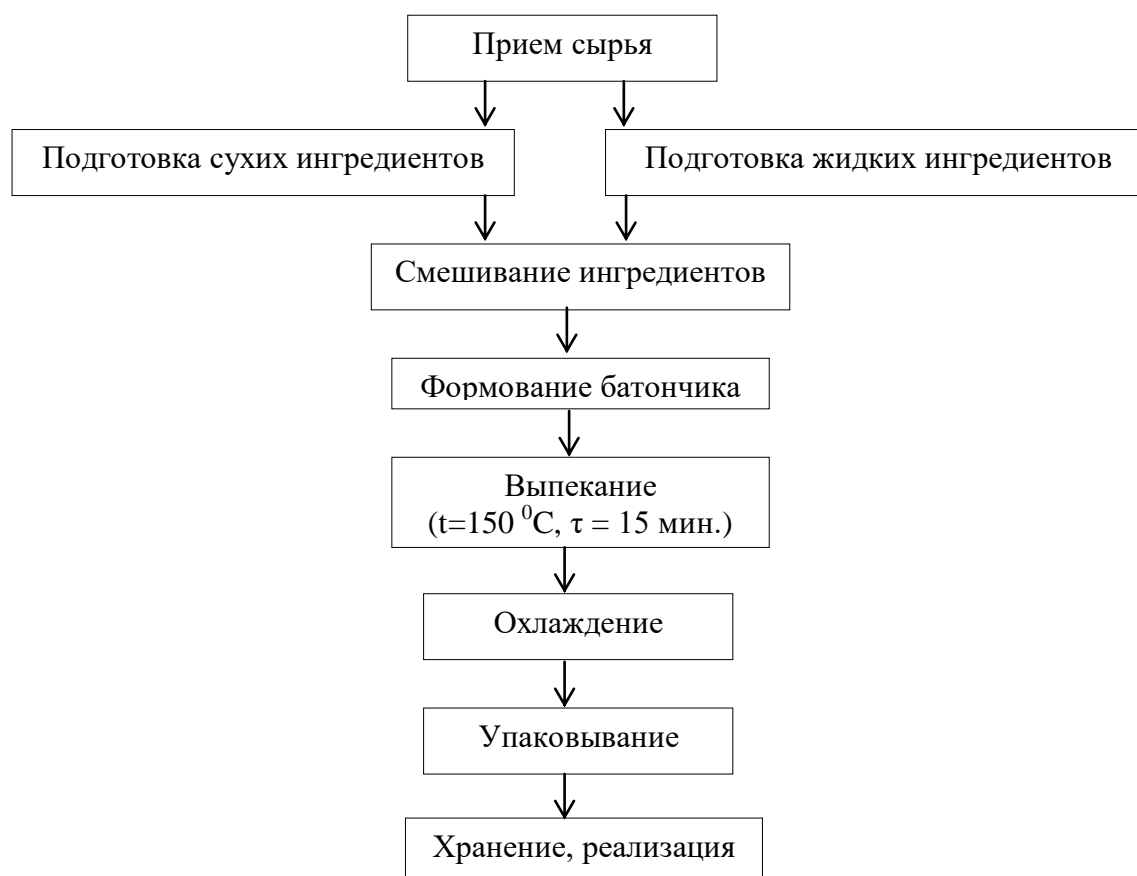 Прием сырья
Подготовка сухих ингредиентов
Подготовка жидких ингредиентов
Смешивание ингредиентов
Формование батончика
Выпекание
(t=150 ⁰С, τ = 15 мин.)
Охлаждение
Упаковывание
Хранение, реализация